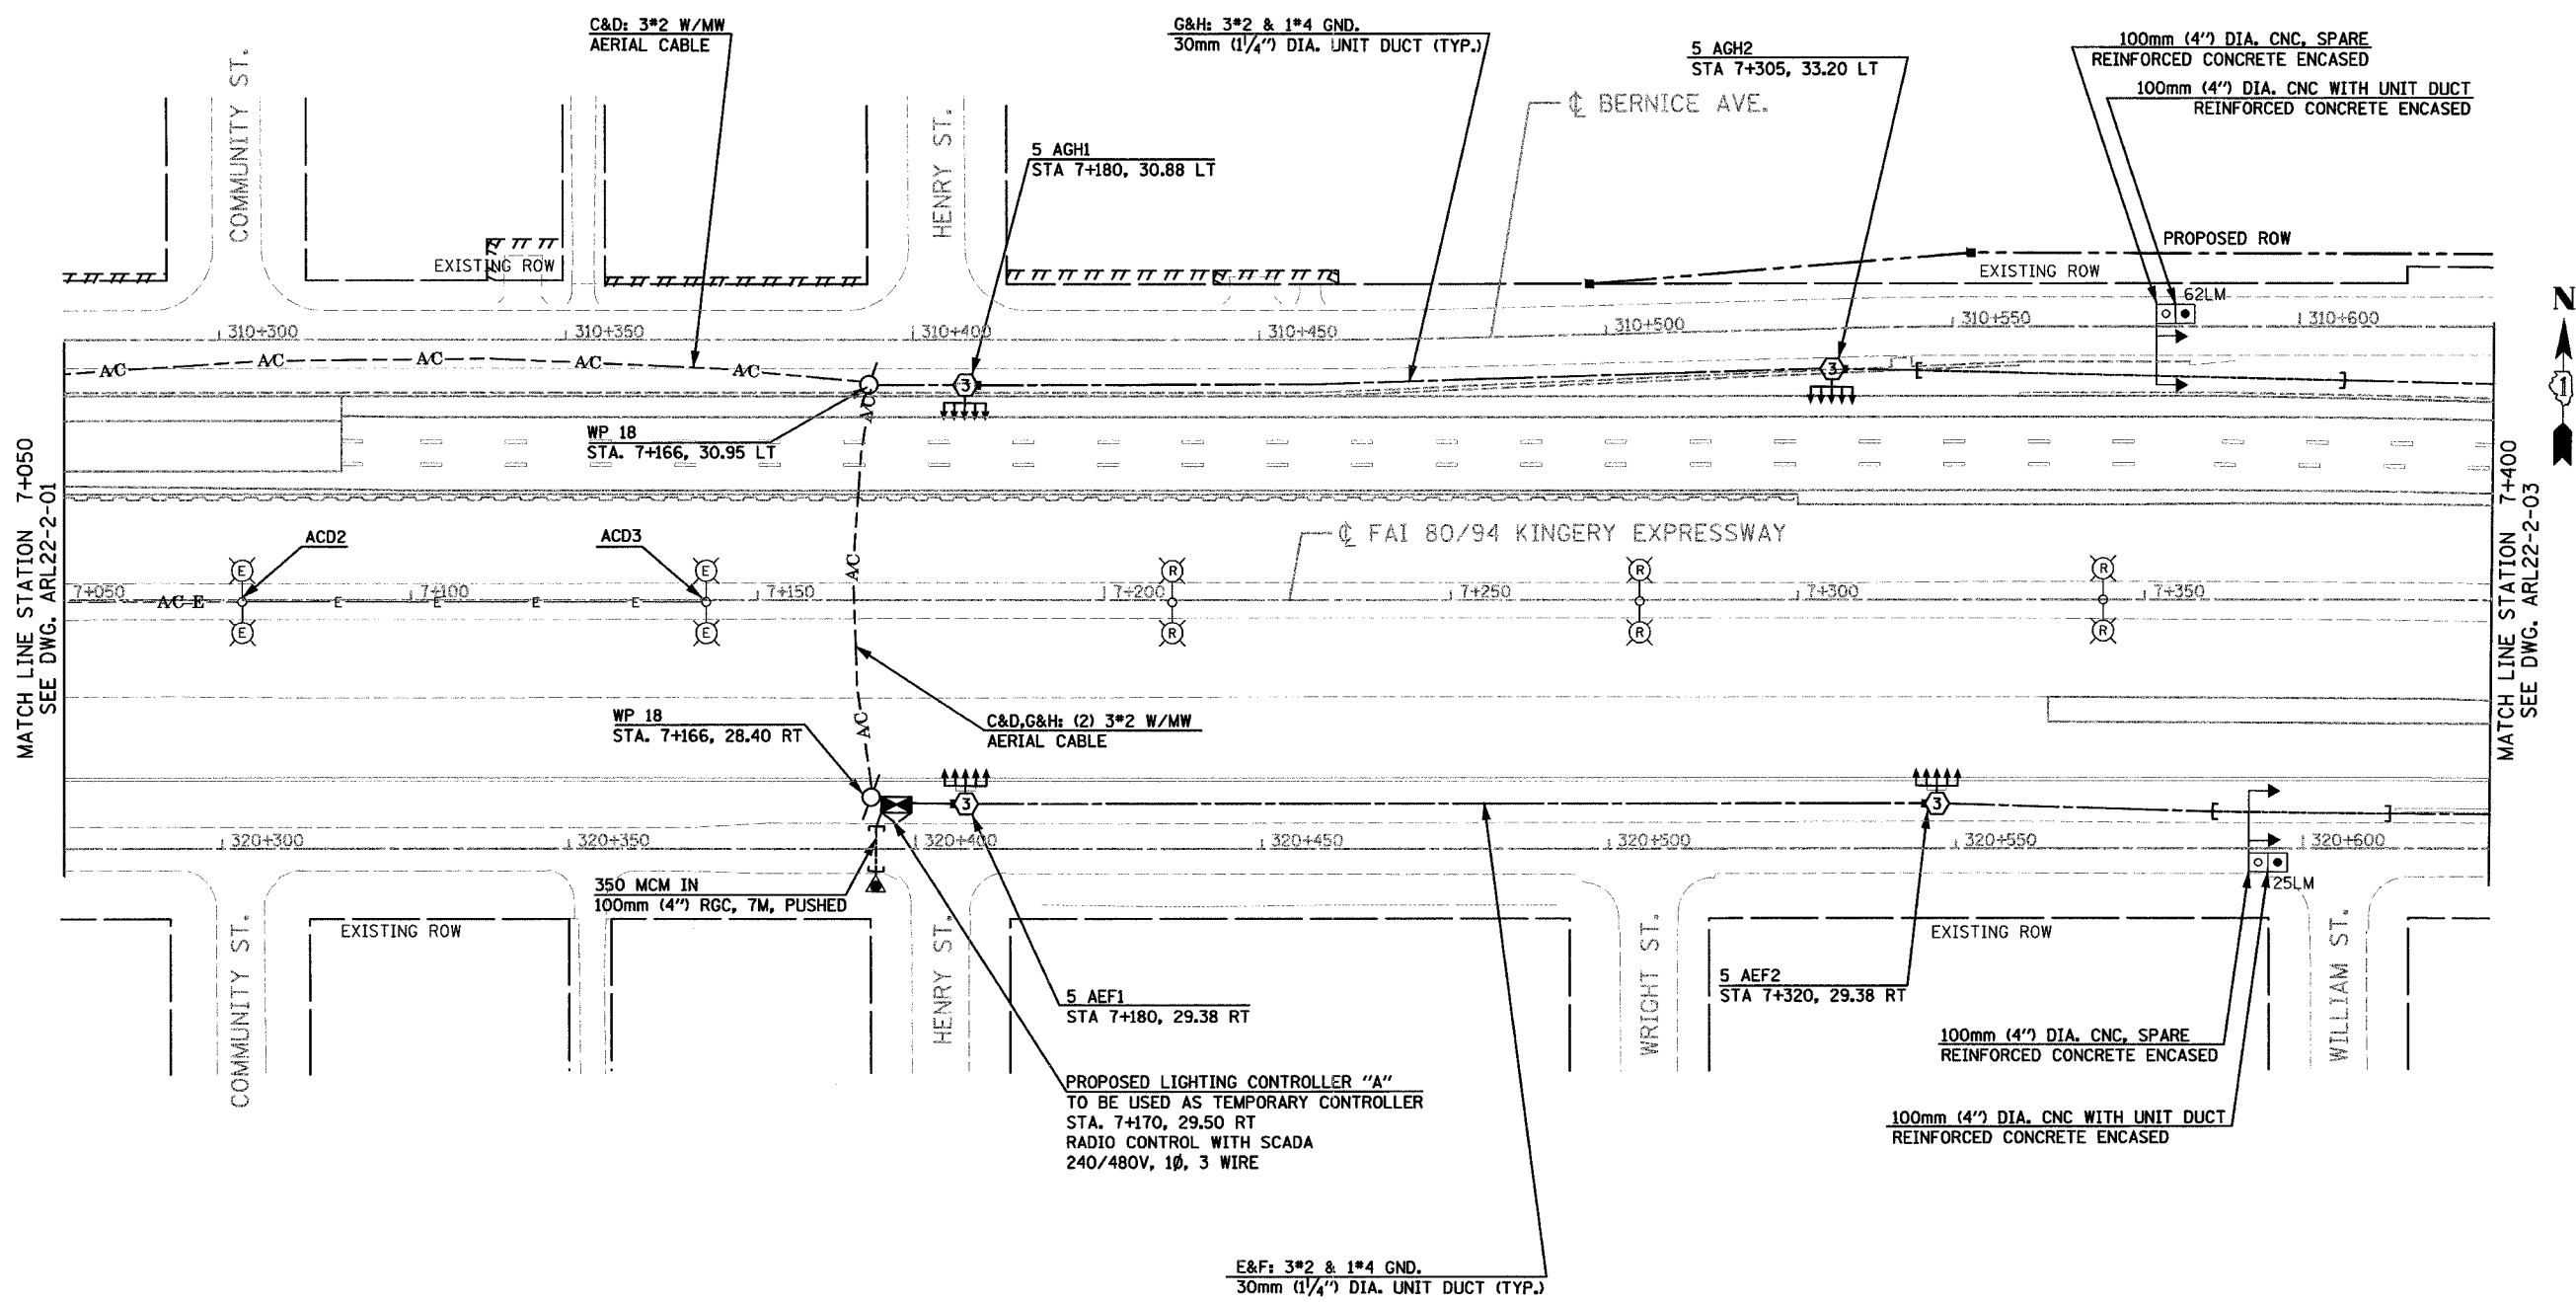 C&D: 3#2 W/MW
AERIAL CABLE
G&H: 3#2 & 1#4 GND.
30mm (1 1/4") DIA. UNIT DUCT (TYP.)
5 AGH2
STA 7+305, 33.20 LT
100mm (4") DIA. CNC, SPARE
REINFORCED CONCRETE ENCASED
100mm (4") DIA. CNC WITH UNIT DUCT
REINFORCED CONCRETE ENCASED
℄ BERNICE AVE.
COMMUNITY ST.
HENRY ST.
5 AGH1
STA 7+180, 30.88 LT
PROPOSED ROW
EXISTING ROW
EXISTING ROW
62LM
N
1
310+300
310+350
310+400
310+450
310+500
310+550
310+600
A/C
A/C
A/C
A/C
A/C
3
3
A/C
WP 18
STA. 7+166, 30.95 LT
MATCH LINE STATION 7+050
SEE DWG. ARL22-2-01
MATCH LINE STATION 7+400
SEE DWG. ARL22-2-03
ACD2
ACD3
℄ FAI 80/94 KINGERY EXPRESSWAY
E
E
R
R
R
7+050
A/C-E
7+100
7+150
7+200
7+250
7+300
7+350
E
E
E
E
E
E
R
R
R
A/C
A/C
WP 18
STA. 7+166, 28.40 RT
C&D,G&H: (2) 3#2 W/MW
AERIAL CABLE
3
3
320+300
320+350
320+400
320+450
320+500
320+550
320+600
25LM
350 MCM IN
100mm (4") RGC, 7M, PUSHED
EXISTING ROW
EXISTING ROW
COMMUNITY ST.
HENRY ST.
WRIGHT ST.
WILLIAM ST.
5 AEF1
STA 7+180, 29.38 RT
5 AEF2
STA 7+320, 29.38 RT
100mm (4") DIA. CNC, SPARE
REINFORCED CONCRETE ENCASED
100mm (4") DIA. CNC WITH UNIT DUCT
REINFORCED CONCRETE ENCASED
PROPOSED LIGHTING CONTROLLER "A"
TO BE USED AS TEMPORARY CONTROLLER
STA. 7+170, 29.50 RT
RADIO CONTROL WITH SCADA
240/480V, 1Ø, 3 WIRE
E&F: 3#2 & 1#4 GND.
30mm (1 1/4") DIA. UNIT DUCT (TYP.)